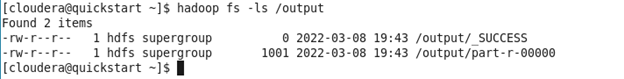 [cloudera@quickstart ~]$ hadoop fs -ls /output
Found 2 items
-rw-r--r--   1 hdfs supergroup          0 2022-03-08 19:43 /output/_SUCCESS
-rw-r--r--   1 hdfs supergroup       1001 2022-03-08 19:43 /output/part-r-00000
[cloudera@quickstart ~]$